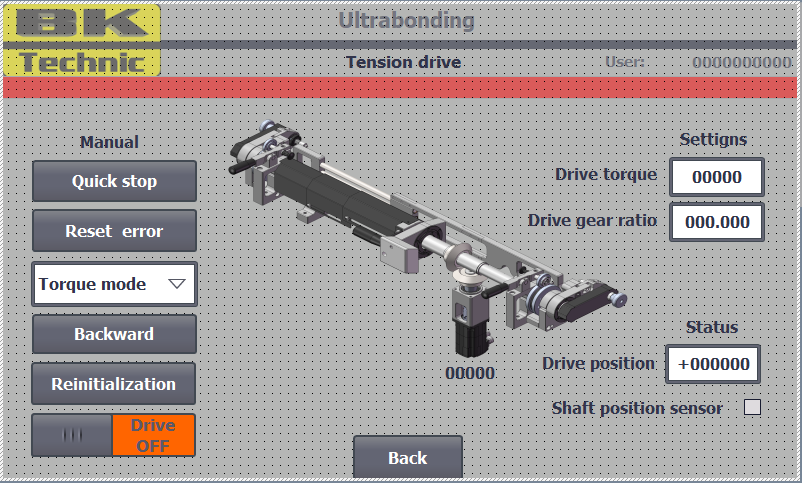 BK
Technic
Ultrabonding
Tension drive
User:
0000000000
Manual
Quick stop
Reset error
Torque mode
Backward
Reinitialization
Drive
OFF
00000
Back
Settigns
Drive torque
00000
Drive gear ratio
000.000
Status
Drive position
+000000
Shaft position sensor